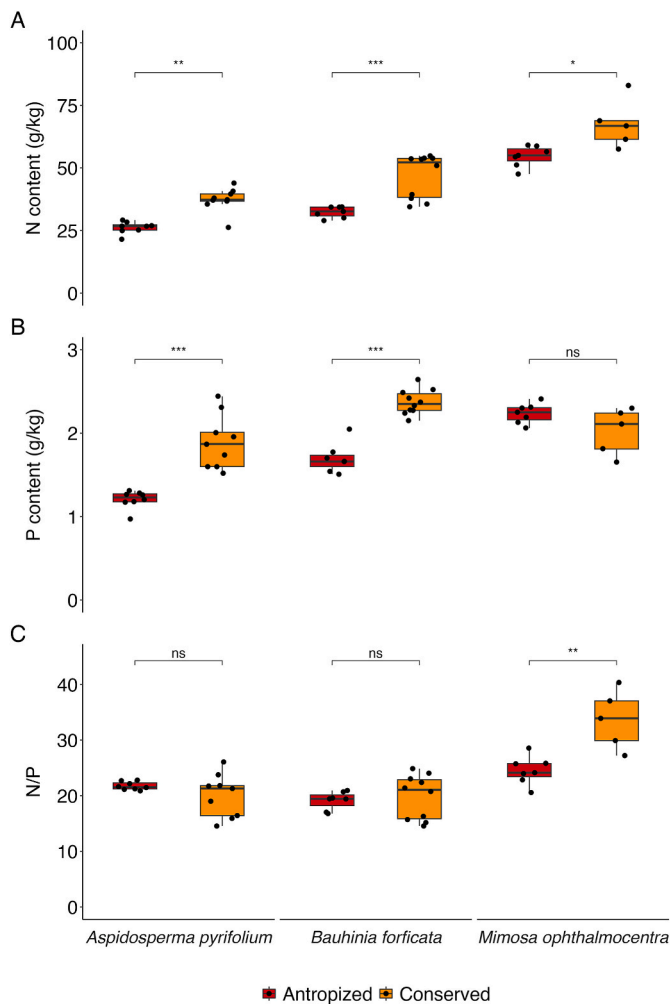 A
N content (g/kg)
100
75
50
25
0
**
***
*
B
P content (g/kg)
3
2
1
0
***
***
ns
C
N/P
40
30
20
10
0
ns
ns
**
Aspidosperma pyrifolium
Bauhinia forficata
Mimosa ophthalmocentra
Antropized
Conserved